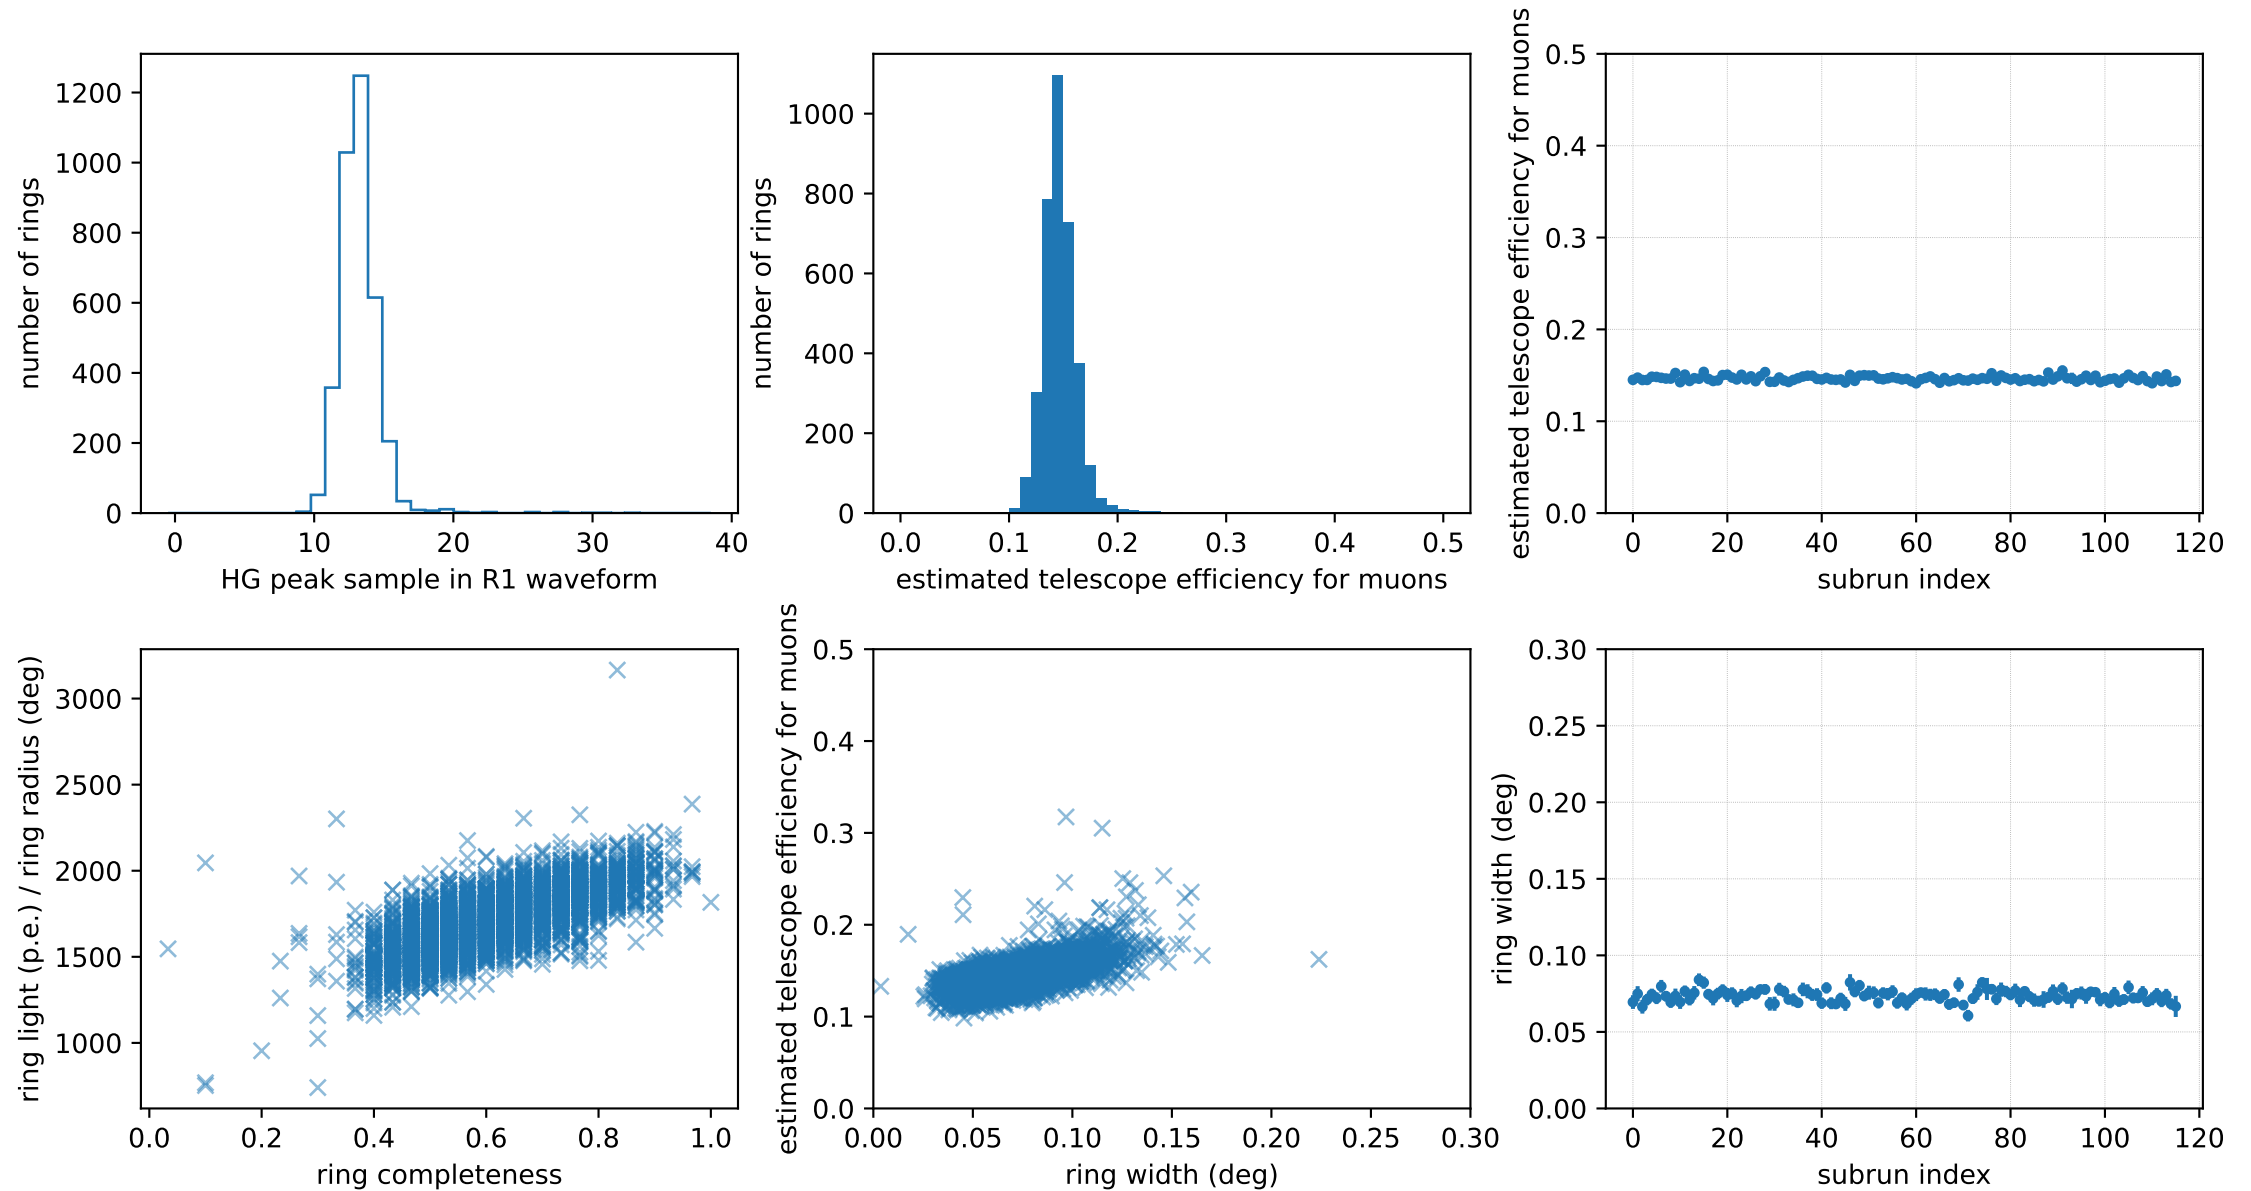 number of rings
1200
1000
800
600
400
200
0
0 10 20 30 40
HG peak sample in R1 waveform
number of rings
1000
800
600
400
200
0
0.0 0.1 0.2 0.3 0.4 0.5
estimated telescope efficiency for muons
estimated telescope efficiency for muons
0.5
0.4
0.3
0.2
0.1
0.0
0 20 40 60 80 100 120
subrun index
ring light (p.e.) / ring radius (deg)
3000
2500
2000
1500
1000
0.0 0.2 0.4 0.6 0.8 1.0
ring completeness
estimated telescope efficiency for muons
0.5
0.4
0.3
0.2
0.1
0.0
0.00 0.05 0.10 0.15 0.20 0.25 0.30
ring width (deg)
ring width (deg)
0.30
0.25
0.20
0.15
0.10
0.05
0.00
0 20 40 60 80 100 120
subrun index